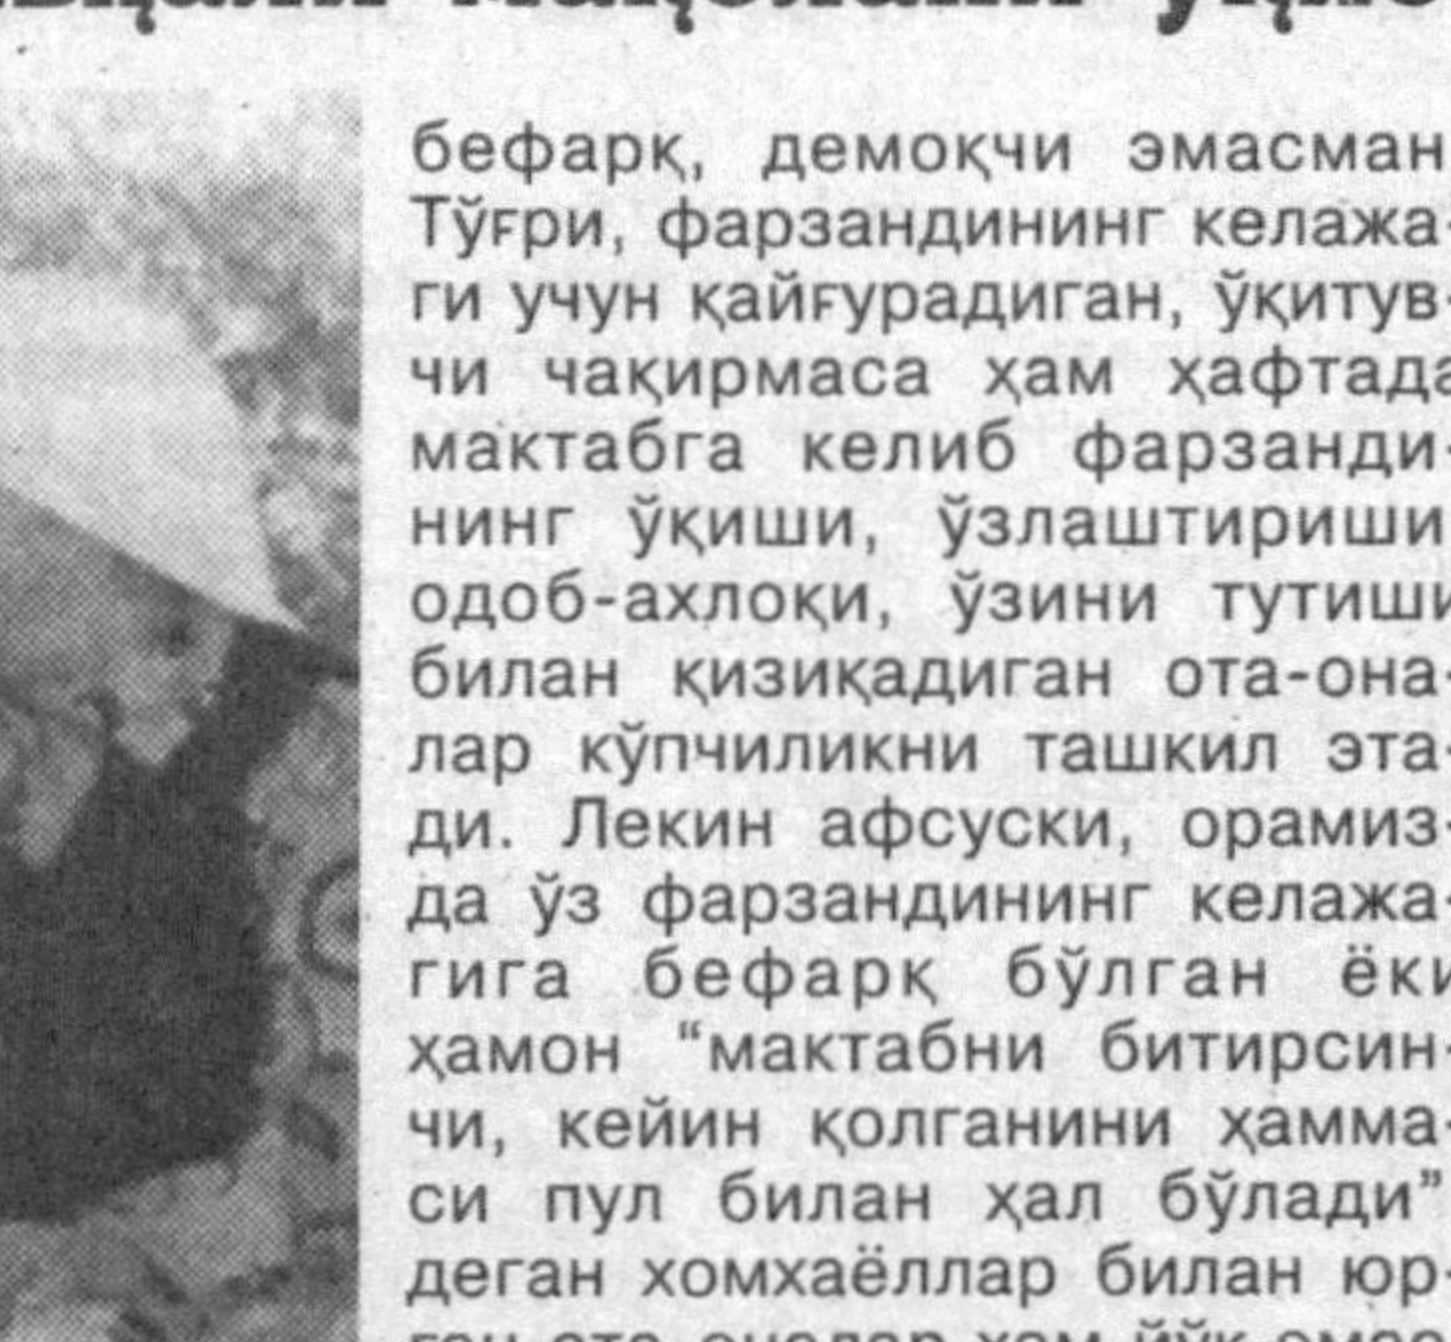 бефарқ, демоқчи эмасман
Тўғри, фарзандининг келажа-
ги учун қайғурадиган, ўқитув-
чи чақирмаса ҳам ҳафтада
мактабга келиб фарзанди-
нинг ўқиши, ўзлаштириши
одоб-ахлоқи, ўзини тутиши
билан қизиқадиган ота-она-
лар кўпчиликни ташкил эта-
ди. Лекин афсуски, орамиз-
да ўз фарзандининг келажа-
гига бефарқ бўлган ёки
ҳамон “мактабни битирсин-
чи, кейин қолганини ҳамма-
си пул билан ҳал бўлади”
деган хомхаёллар билан юр-